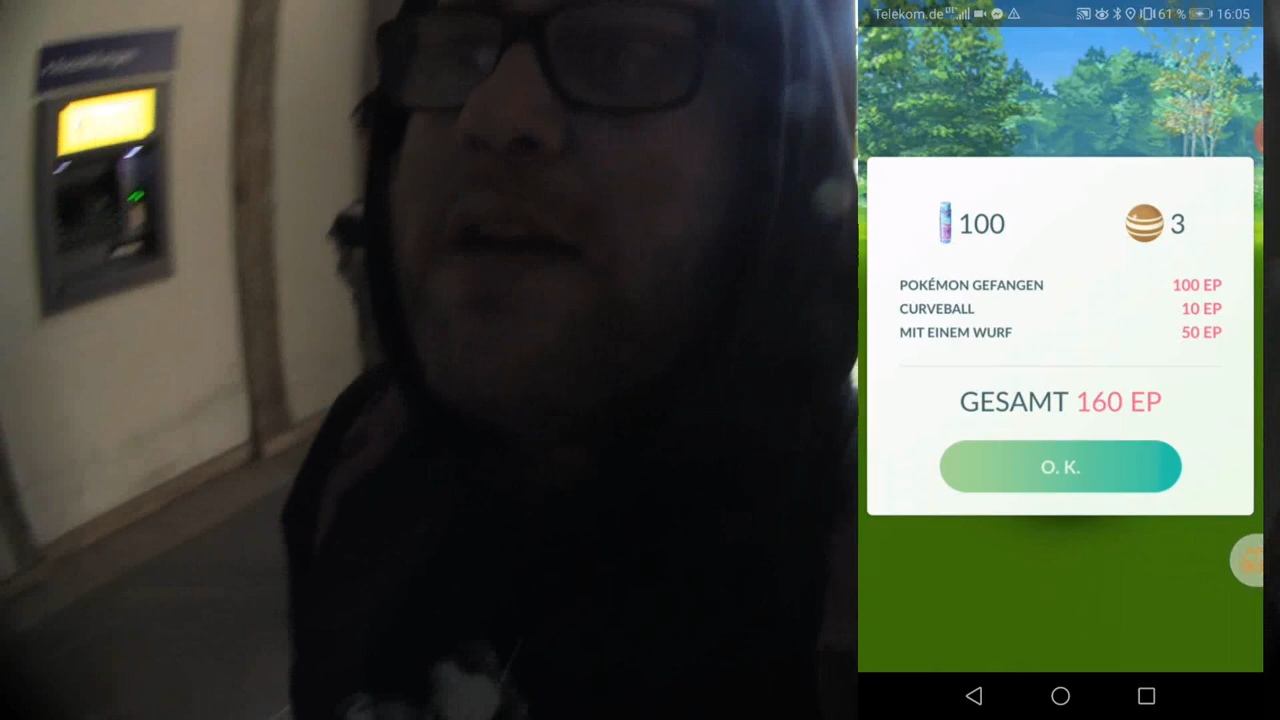 Telekom.de 61 % 16:05
100 3
POKÉMON GEFANGEN 100 EP
CURVEBALL 10 EP
MIT EINEM WURF 50 EP
GESAMT 160 EP
O. K.